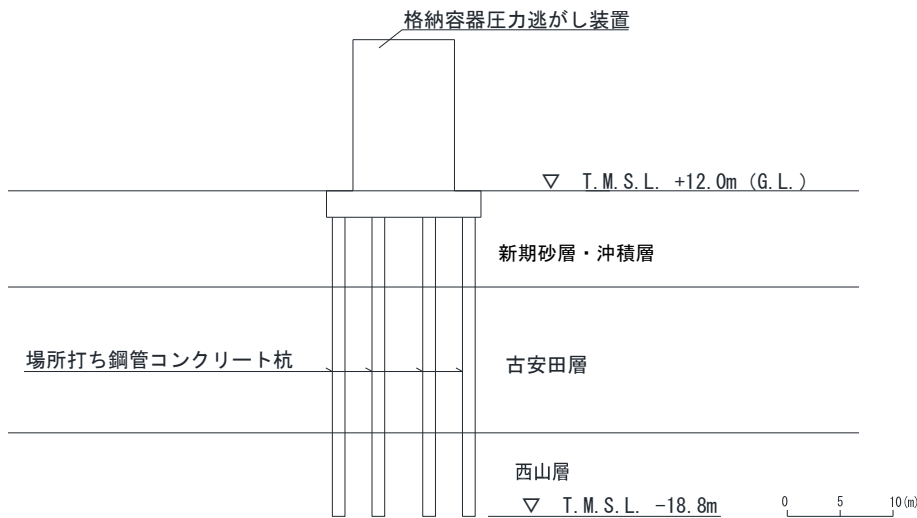 格納容器圧力逃がし装置
▽ T.M.S.L. +12.0m (G.L.)
新期砂層・沖積層
場所打ち鋼管コンクリート杭
古安田層
西山層
▽ T.M.S.L. -18.8m
0 5 10(m)